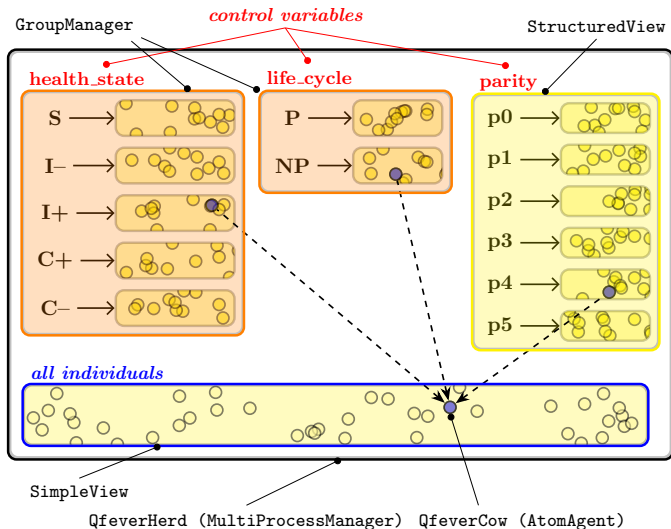 control variables
GroupManager
StructuredView
health_state
life_cycle
parity
S
I–
I+
C+
C–
P
NP
p0
p1
p2
p3
p4
p5
all individuals
SimpleView
QfeverHerd (MultiProcessManager)
QfeverCow (AtomAgent)